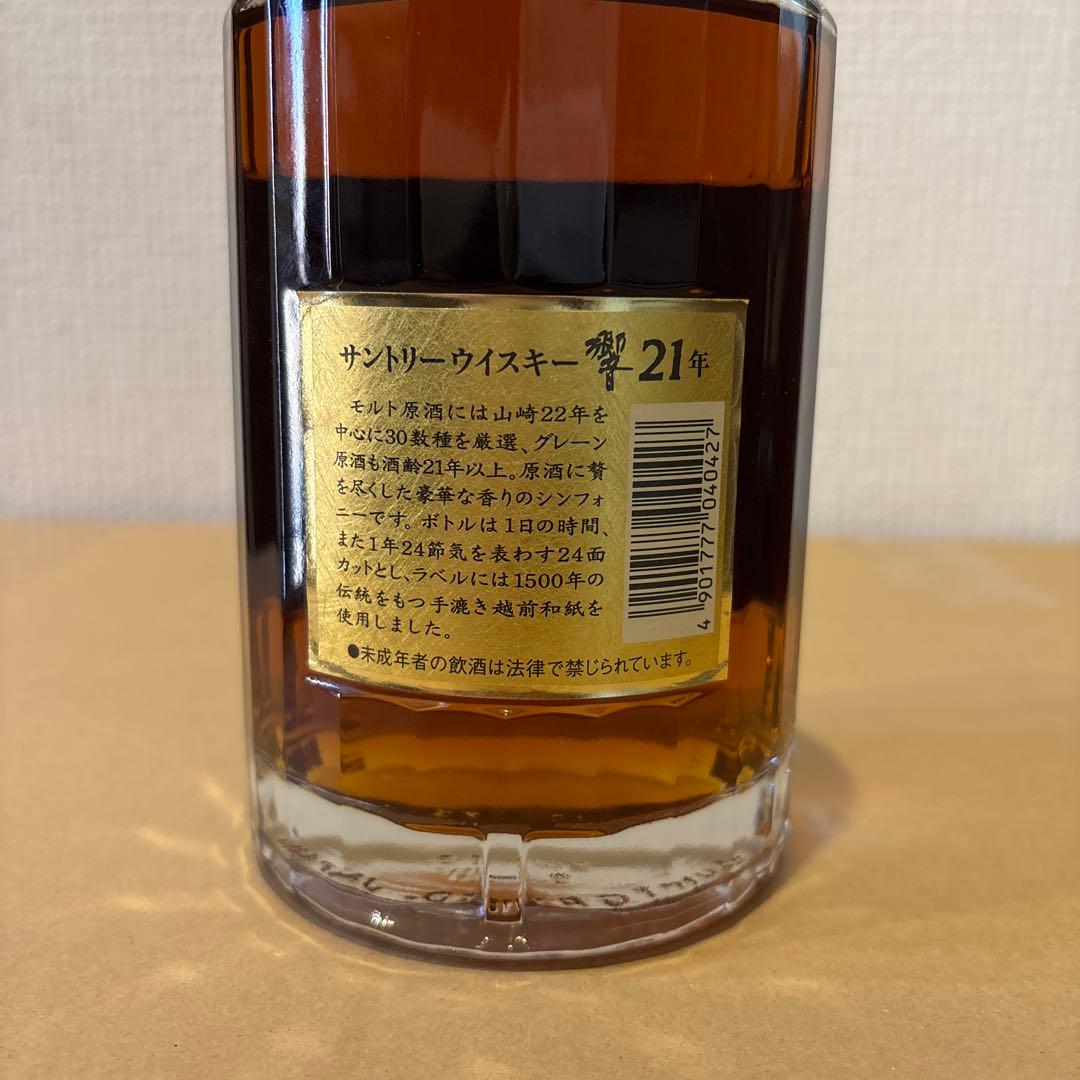 サントリーウイスキー 響 21年
モルト原酒には山崎22年を
中心に30数種を厳選、グレーン
原酒も酒齢21年以上。原酒に贅
を尽くした豪華な香りのシンフォ
ニーです。ボトルは1日の時間、
また1年24節気を表わす24面
カットとし、ラベルには1500年の
伝統をもつ手漉き越前和紙を
使用しました。
●未成年者の飲酒は法律で禁じられています。
4 901777 040427